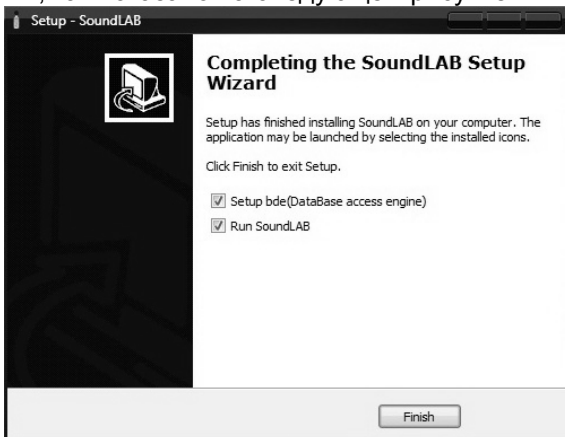 Setup - SoundLAB
Completing the SoundLAB Setup
Wizard
Setup has finished installing SoundLAB on your computer. The
application may be launched by selecting the installed icons.
Click Finish to exit Setup.
Setup bde(DataBase access engine)
Run SoundLAB
Finish